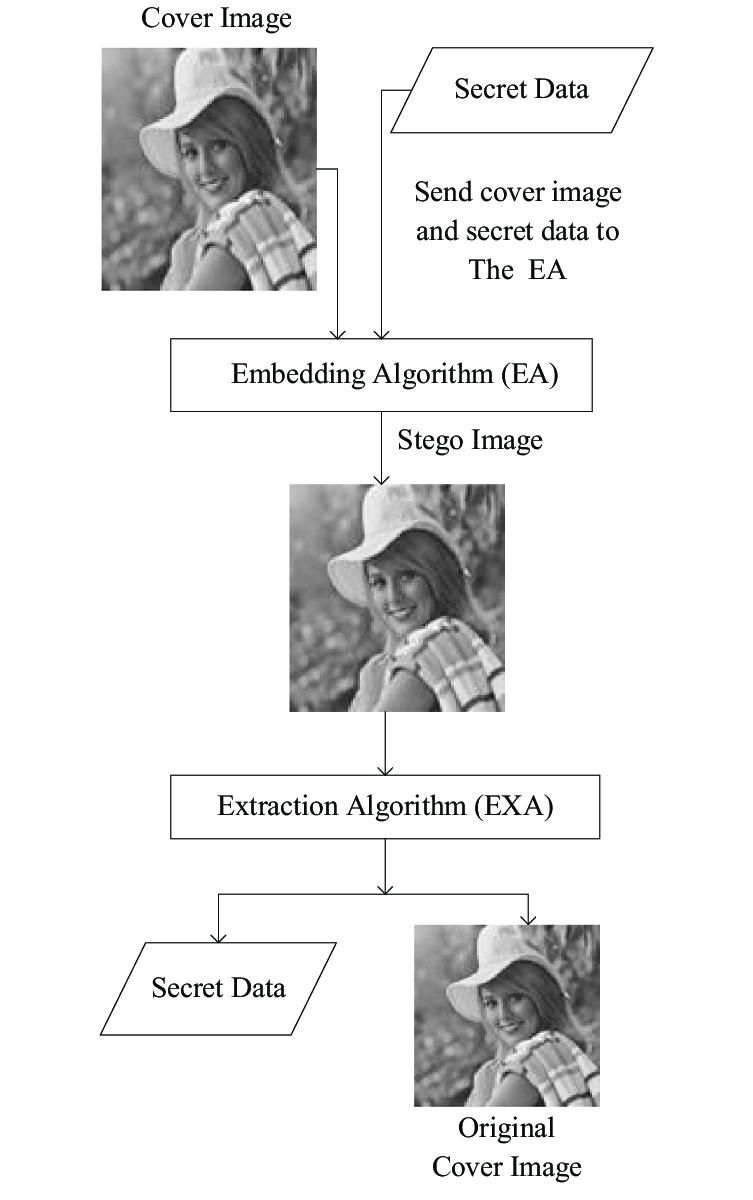 Cover Image
Secret Data
Send cover image
and secret data to
The EA
Embedding Algorithm (EA)
Stego Image
Extraction Algorithm (EXA)
Secret Data
Original
Cover Image